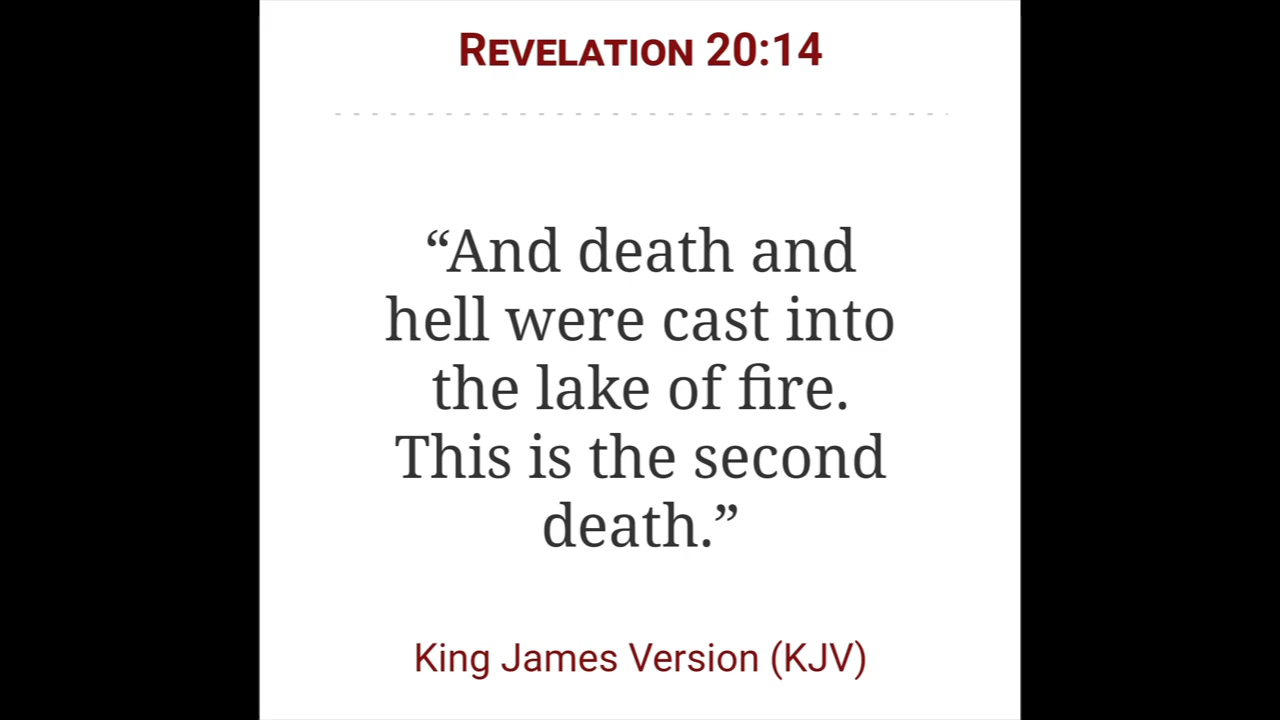 REVELATION 20:14
“And death and
hell were cast into
the lake of fire.
This is the second
death.”
King James Version (KJV)